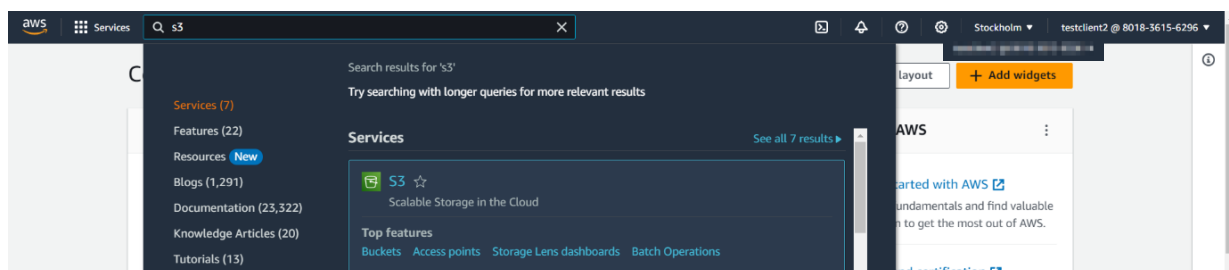 aws Services s3 Stockholm testclient2 @ 8018-3615-6296
layout + Add widgets
Search results for 's3'
Try searching with longer queries for more relevant results
Services (7)
Features (22)
Resources New
Blogs (1,291)
Documentation (23,322)
Knowledge Articles (20)
Tutorials (13)
Services See all 7 results
S3
Scalable Storage in the Cloud
Top features
Buckets Access points Storage Lens dashboards Batch Operations
AWS
with AWS
and find valuable
to get the most out of AWS.